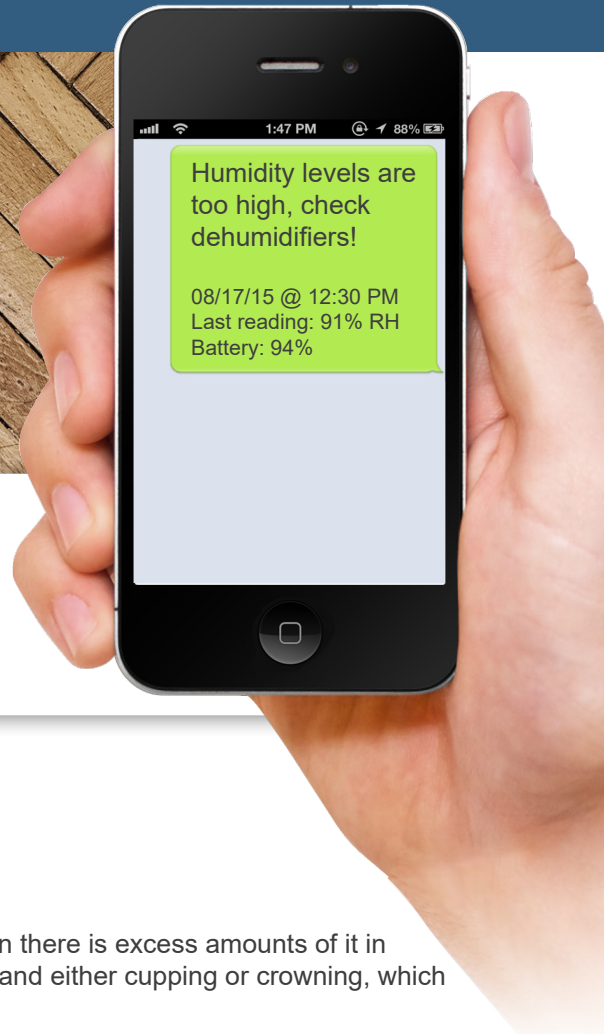 1:47 PM 88%
Humidity levels are
too high, check
dehumidifiers!
08/17/15 @ 12:30 PM
Last reading: 91% RH
Battery: 94%
n there is excess amounts of it in
and either cupping or crowning, which